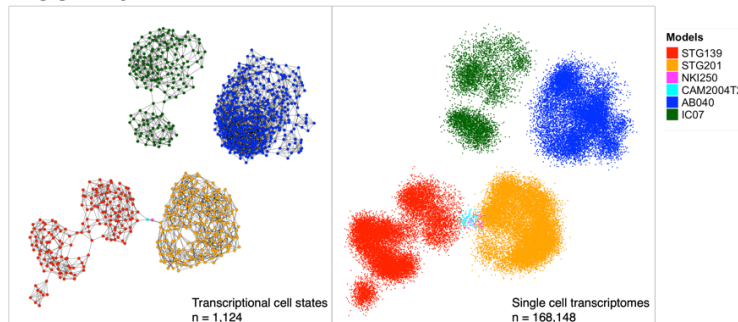 Models
STG139
STG201
NKI250
CAM2004T2
AB040
IC07
Transcriptional cell states
n = 1,124
Single cell transcriptomes
n = 168,148